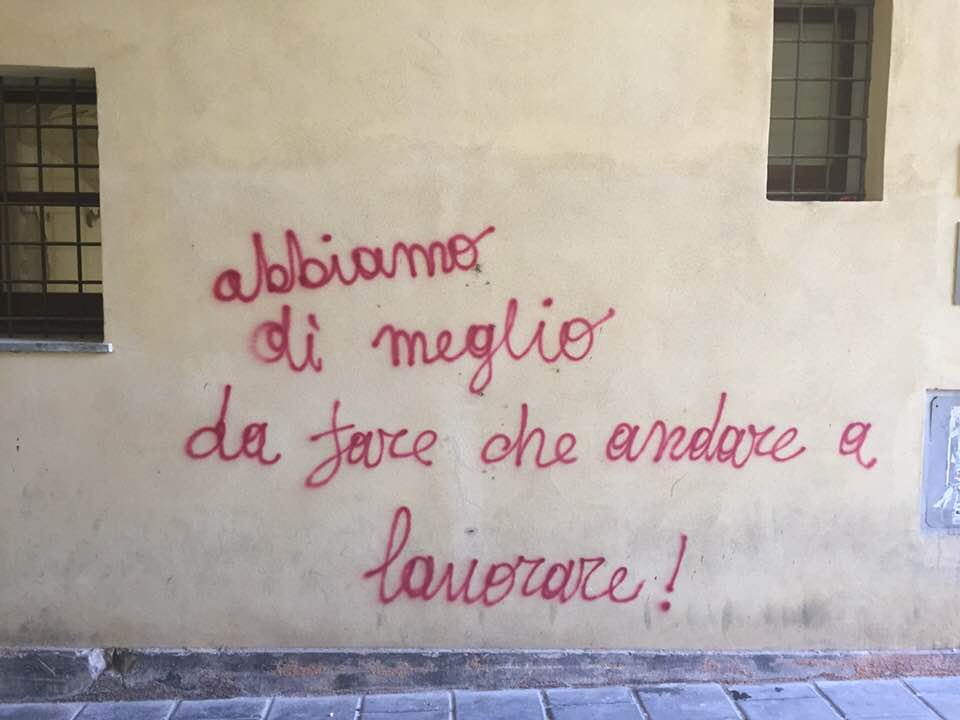 abbiamo
di meglio
da fare che andare a
lavorare!